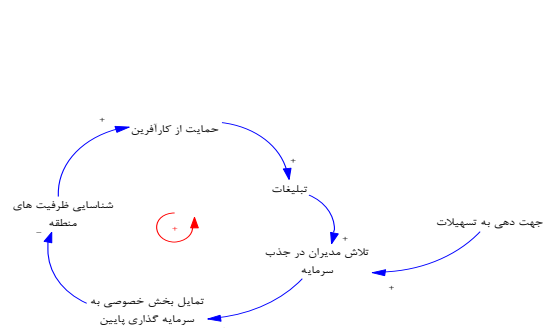 +
حمایت از کارآفرین
+
تبلیغات
شناسایی ظرفیت های
منطقه
جهت دهی به تسهیلات
+
–
+
تلاش مدیران در جذب
سرمایه
+
تمایل بخش خصوصی به
سرمایه گذاری پایین